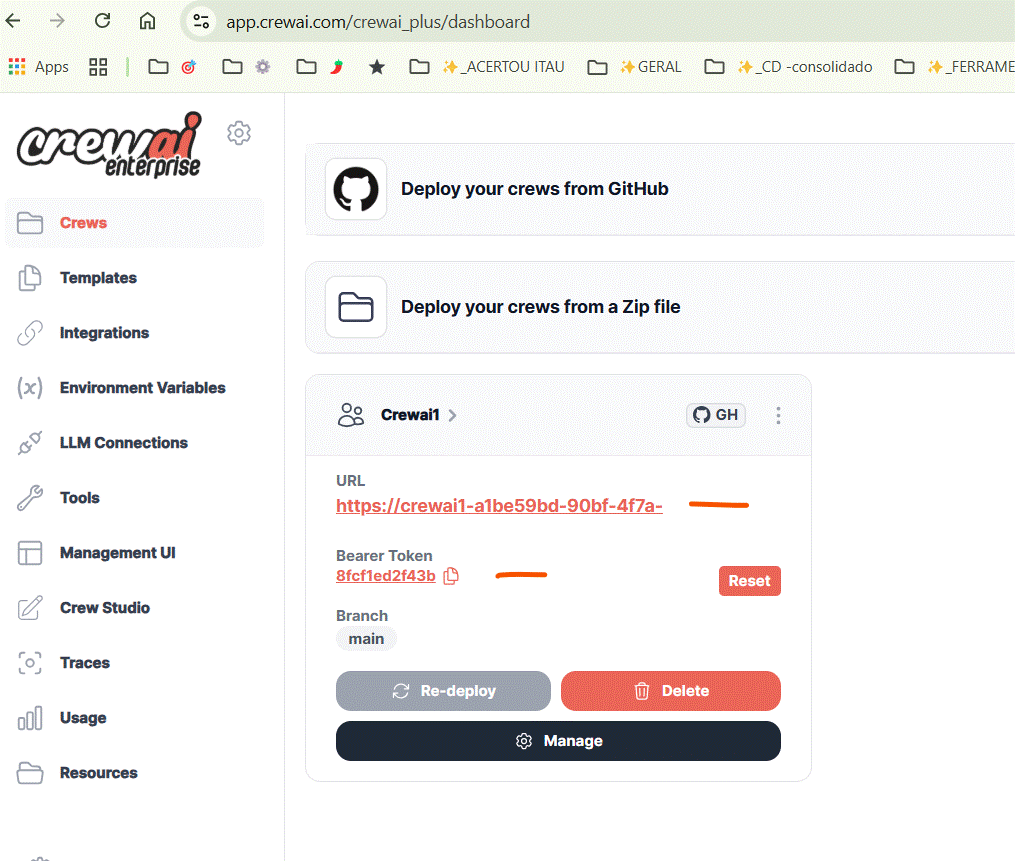 app.crewai.com/crewai_plus/dashboard
Apps
_ACERTOU ITAU
GERAL
_CD -consolidado
_FERRAME
crewai
enterprise
Crews
Templates
Integrations
Environment Variables
LLM Connections
Tools
Management UI
Crew Studio
Traces
Usage
Resources
Deploy your crews from GitHub
Deploy your crews from a Zip file
Crewai1
GH
URL
https://crewai1-a1be59bd-90bf-4f7a-
Bearer Token
8fcf1ed2f43b
Reset
Branch
main
Re-deploy
Delete
Manage